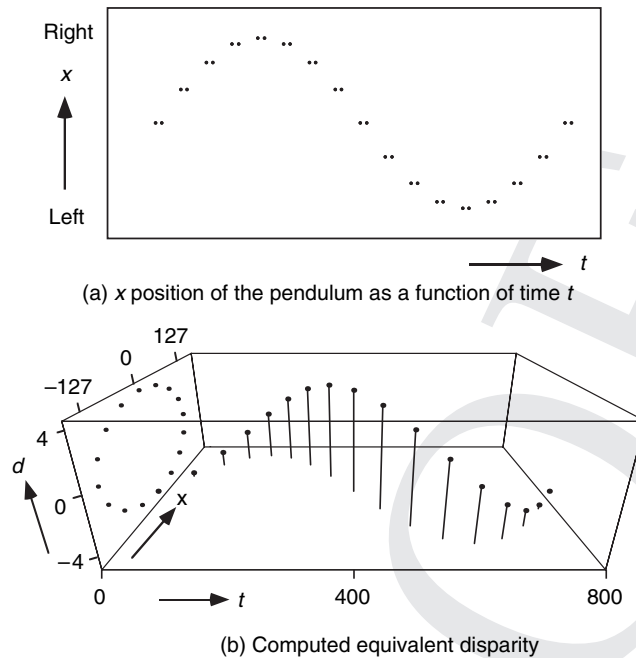 Right
x
Left
t
(a) x position of the pendulum as a function of time t
127
0
−127
4
d
0
x
−4
0
t
400
800
(b) Computed equivalent disparity